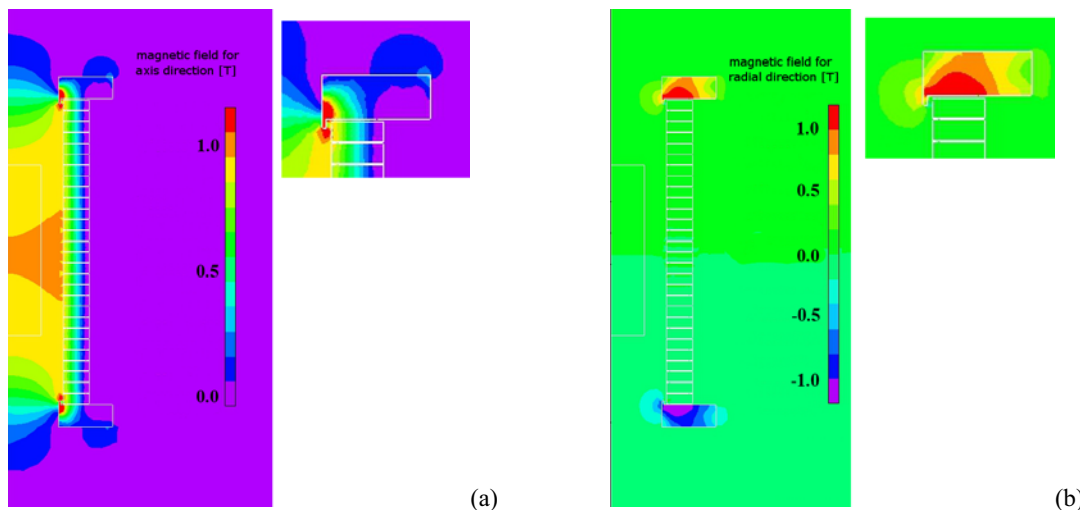 magnetic field for
axis direction [T]
1.0
0.5
0.0
(a)
magnetic field for
radial direction [T]
1.0
0.5
0.0
-0.5
-1.0
(b)